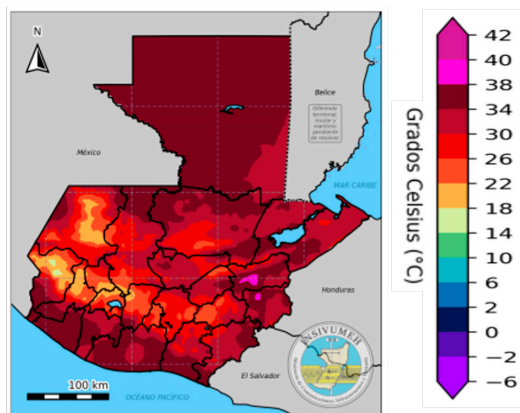 N
Belice
Diferendo
territorial,
insular y
marítimo
pendiente
de resolver
México
MAR CARIBE
Honduras
El Salvador
OCÉANO PACÍFICO
100 km
INSIVUMEH
Grados Celsius (°C)
42
40
38
34
30
26
22
18
14
10
6
2
0
−2
−6